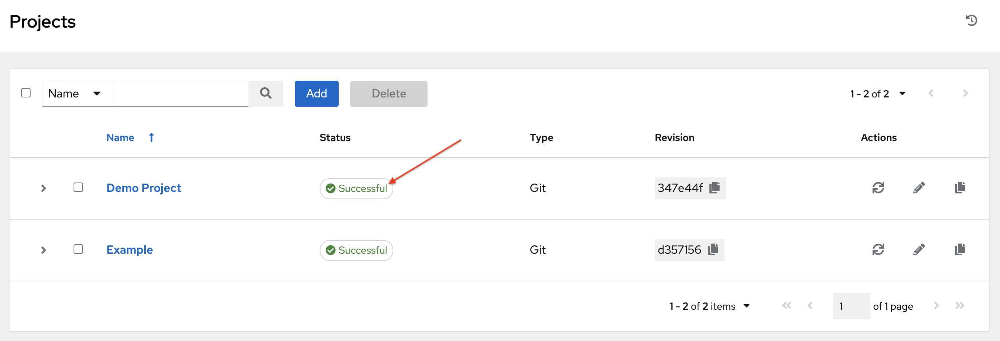 Projects
Name Add Delete 1 - 2 of 2
Name Status Type Revision Actions
Demo Project Successful Git 347e44f
Example Successful Git d357156
1 - 2 of 2 items 1 of 1 page